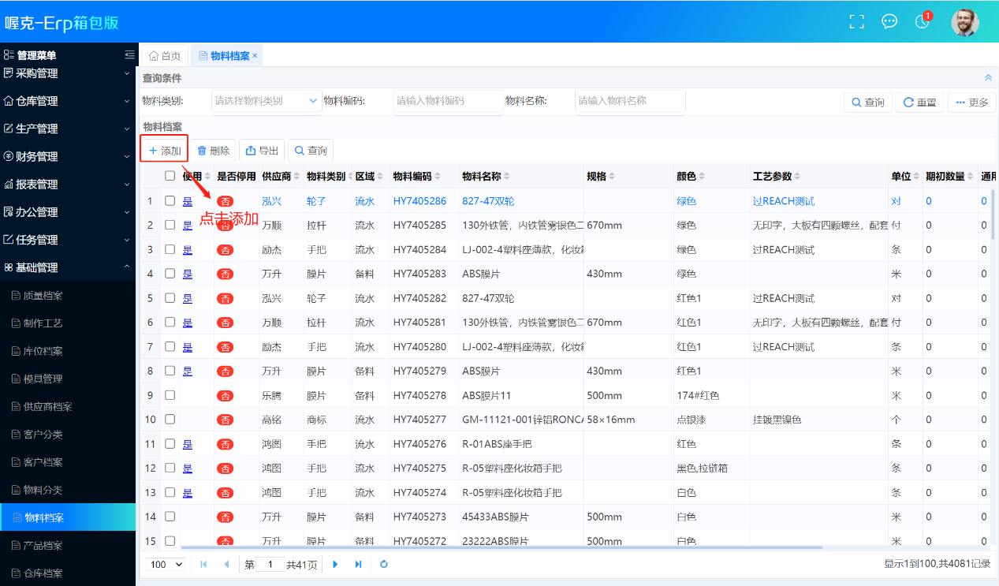 喔克-Erp箱包版
1
管理菜单
首页
物料档案 ×
采购管理
仓库管理
生产管理
财务管理
报表管理
办公管理
任务管理
基础管理
质量档案
制作工艺
库位档案
模具管理
供应商档案
客户分类
客户档案
物料分类
物料档案
产品档案
仓库档案
查询条件
物料类别: 请选择物料类别 物料编码: 请输入物料编码 物料名称: 请输入物料名称 查询 重置 更多
物料档案
添加 删除 导出 查询
使用 是否停用 供应商 物料类别 区域 物料编码 物料名称 规格 颜色 工艺参数 单位 期初数量 通用
1 是 否 泓兴 轮子 流水 HY7405286 827-47双轮 绿色 过REACH测试 对 0 0
点击添加
2 是 否 万顺 拉杆 流水 HY7405285 130外铁管，内铁管雾银色二 670mm 绿色 无印字，大板有四颗螺丝，配套 付 0 0
3 是 否 励杰 手把 流水 HY7405284 LJ-002-4塑料座薄款，化妆箱 绿色 过REACH测试 条 0 0
4 是 否 万升 膜片 备料 HY7405283 ABS膜片 430mm 绿色 米 0 0
5 是 否 泓兴 轮子 流水 HY7405282 827-47双轮 红色1 过REACH测试 对 0 0
6 是 否 万顺 拉杆 流水 HY7405281 130外铁管，内铁管雾银色二 670mm 红色1 无印字，大板有四颗螺丝，配套 付 0 0
7 是 否 励杰 手把 流水 HY7405280 LJ-002-4塑料座薄款，化妆箱 红色1 过REACH测试 条 0 0
8 是 否 万升 膜片 备料 HY7405279 ABS膜片 430mm 红色1 米 0 0
9 否 乐腾 膜片 备料 HY7405278 ABS膜片11 500mm 174#红色 米 0 0
10 否 高铭 商标 流水 HY7405277 GM-11121-001锌铝RONCA 58×16mm 点银漆 挂镀黑镍色 个 0 0
11 是 否 鸿图 手把 流水 HY7405276 R-01ABS座手把 红色 条 0 0
12 是 否 鸿图 手把 流水 HY7405275 R-05塑料座化妆箱手把 黑色,拉链箱 条 0 0
13 是 否 鸿图 手把 流水 HY7405274 R-05塑料座化妆箱手把 白色 条 0 0
14 否 万升 膜片 备料 HY7405273 45433ABS膜片 500mm 白色 米 0 0
15 否 万升 膜片 备料 HY7405272 23222ABS膜片 500mm 白色 米 0 0
100 第 1 共41页 显示1到100,共4081记录